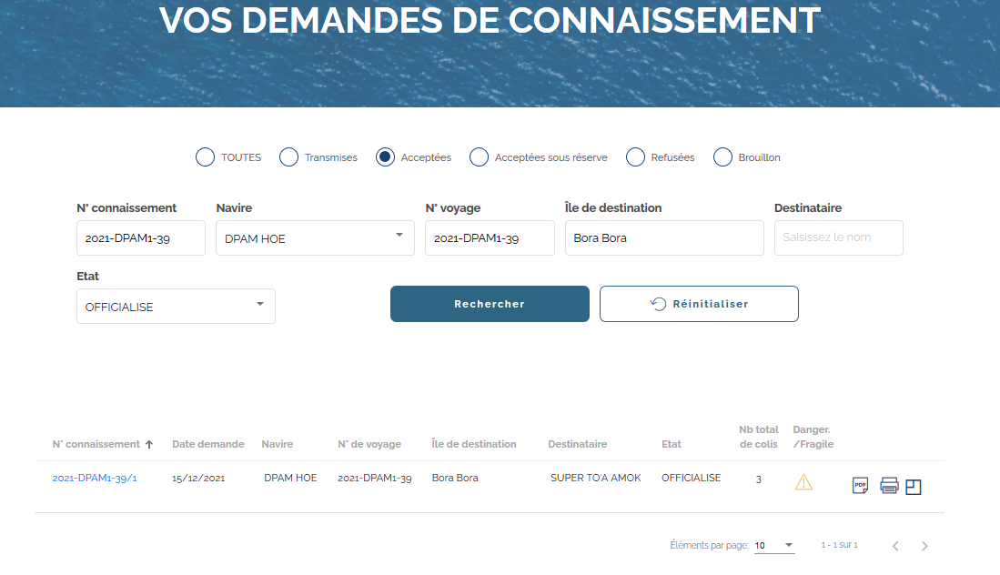 VOS DEMANDES DE CONNAISSEMENT
TOUTES Transmises Acceptées Acceptées sous réserve Refusées Brouillon
N° connaissement Navire N° voyage Île de destination Destinataire
2021-DPAM1-39 DPAM HOE 2021-DPAM1-39 Bora Bora Saisissez le nom
Etat
OFFICIALISE Rechercher Réinitialiser
Nb total Danger.
N° connaissement Date demande Navire N° de voyage Île de destination Destinataire Etat de colis /Fragile
2021-DPAM1-39/1 15/12/2021 DPAM HOE 2021-DPAM1-39 Bora Bora SUPER TO'A AMOK OFFICIALISE 3
PDF
Éléments par page: 10 1 - 1 sur 1